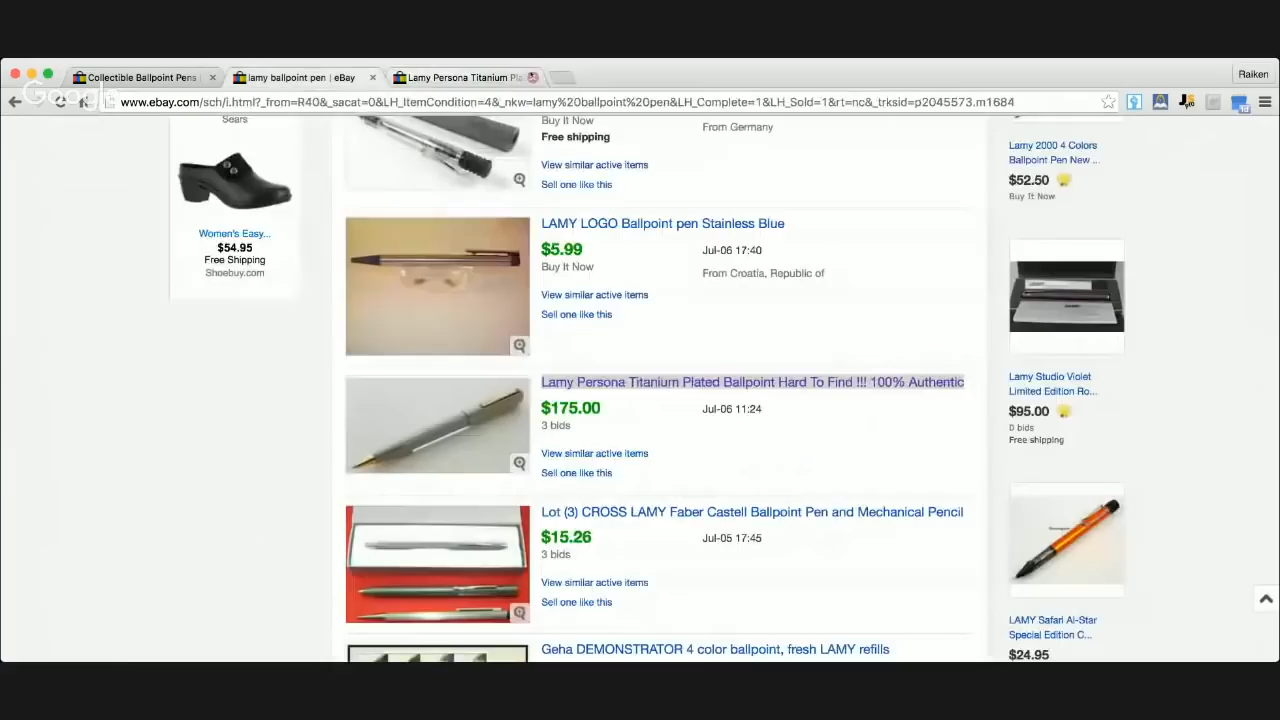 Collectible Ballpoint Pens
lamy ballpoint pen | eBay
Lamy Persona Titanium Pla
Raiken
Google
www.ebay.com/sch/i.html?_from=R40&_sacat=0&LH_ItemCondition=4&_nkw=lamy%20ballpoint%20pen&LH_Complete=1&LH_Sold=1&rt=nc&_trksid=p2045573.m1684
Sears
Women's Easy...
$54.95
Free Shipping
Shoebuy.com
Buy It Now
From Germany
Free shipping
View similar active items
Sell one like this
LAMY LOGO Ballpoint pen Stainless Blue
$5.99
Jul-06 17:40
Buy It Now
From Croatia, Republic of
View similar active items
Sell one like this
Lamy Persona Titanium Plated Ballpoint Hard To Find !!! 100% Authentic
$175.00
Jul-06 11:24
3 bids
View similar active items
Sell one like this
Lot (3) CROSS LAMY Faber Castell Ballpoint Pen and Mechanical Pencil
$15.26
Jul-05 17:45
3 bids
View similar active items
Sell one like this
Geha DEMONSTRATOR 4 color ballpoint, fresh LAMY refills
Lamy 2000 4 Colors
Ballpoint Pen New ...
$52.50
Buy It Now
Lamy Studio Violet
Limited Edition Ro...
$95.00
0 bids
Free shipping
LAMY Safari Al-Star
Special Edition C...
$24.95